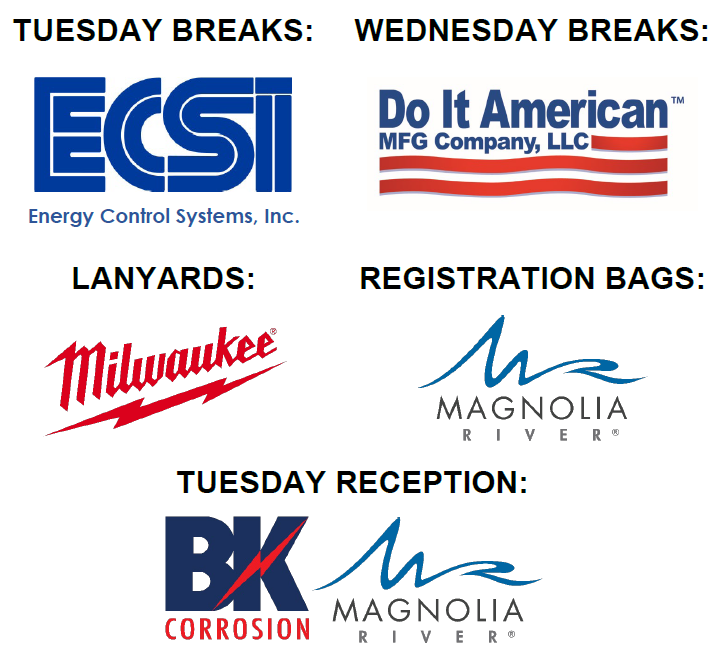 TUESDAY BREAKS:
WEDNESDAY BREAKS:
ECSI
Energy Control Systems, Inc.
Do It American™
MFG Company, LLC
LANYARDS:
REGISTRATION BAGS:
Milwaukee®
MAGNOLIA
RIVER®
TUESDAY RECEPTION:
BK
CORROSION
MAGNOLIA
RIVER®